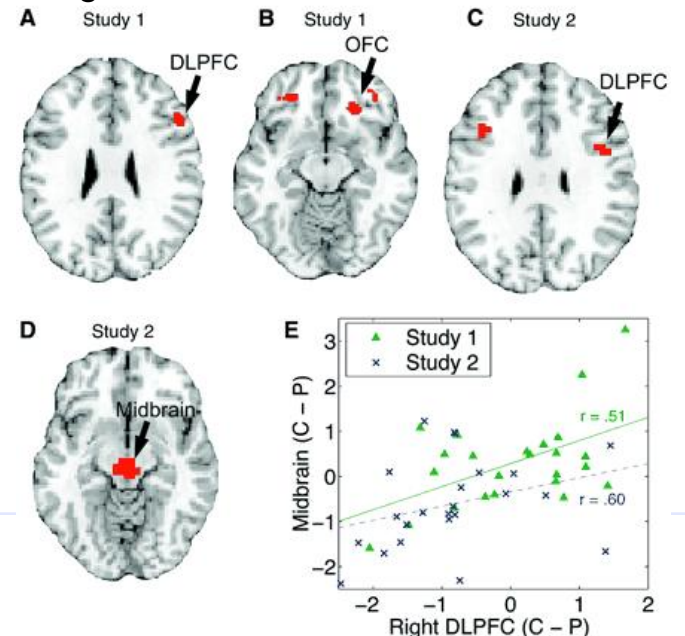 A Study 1
DLPFC
B Study 1
OFC
C Study 2
DLPFC
D Study 2
Midbrain
E
Study 1
Study 2
r = .51
r = .60
3
2
1
0
−1
−2
Midbrain (C − P)
−2 −1 0 1 2
Right DLPFC (C − P)